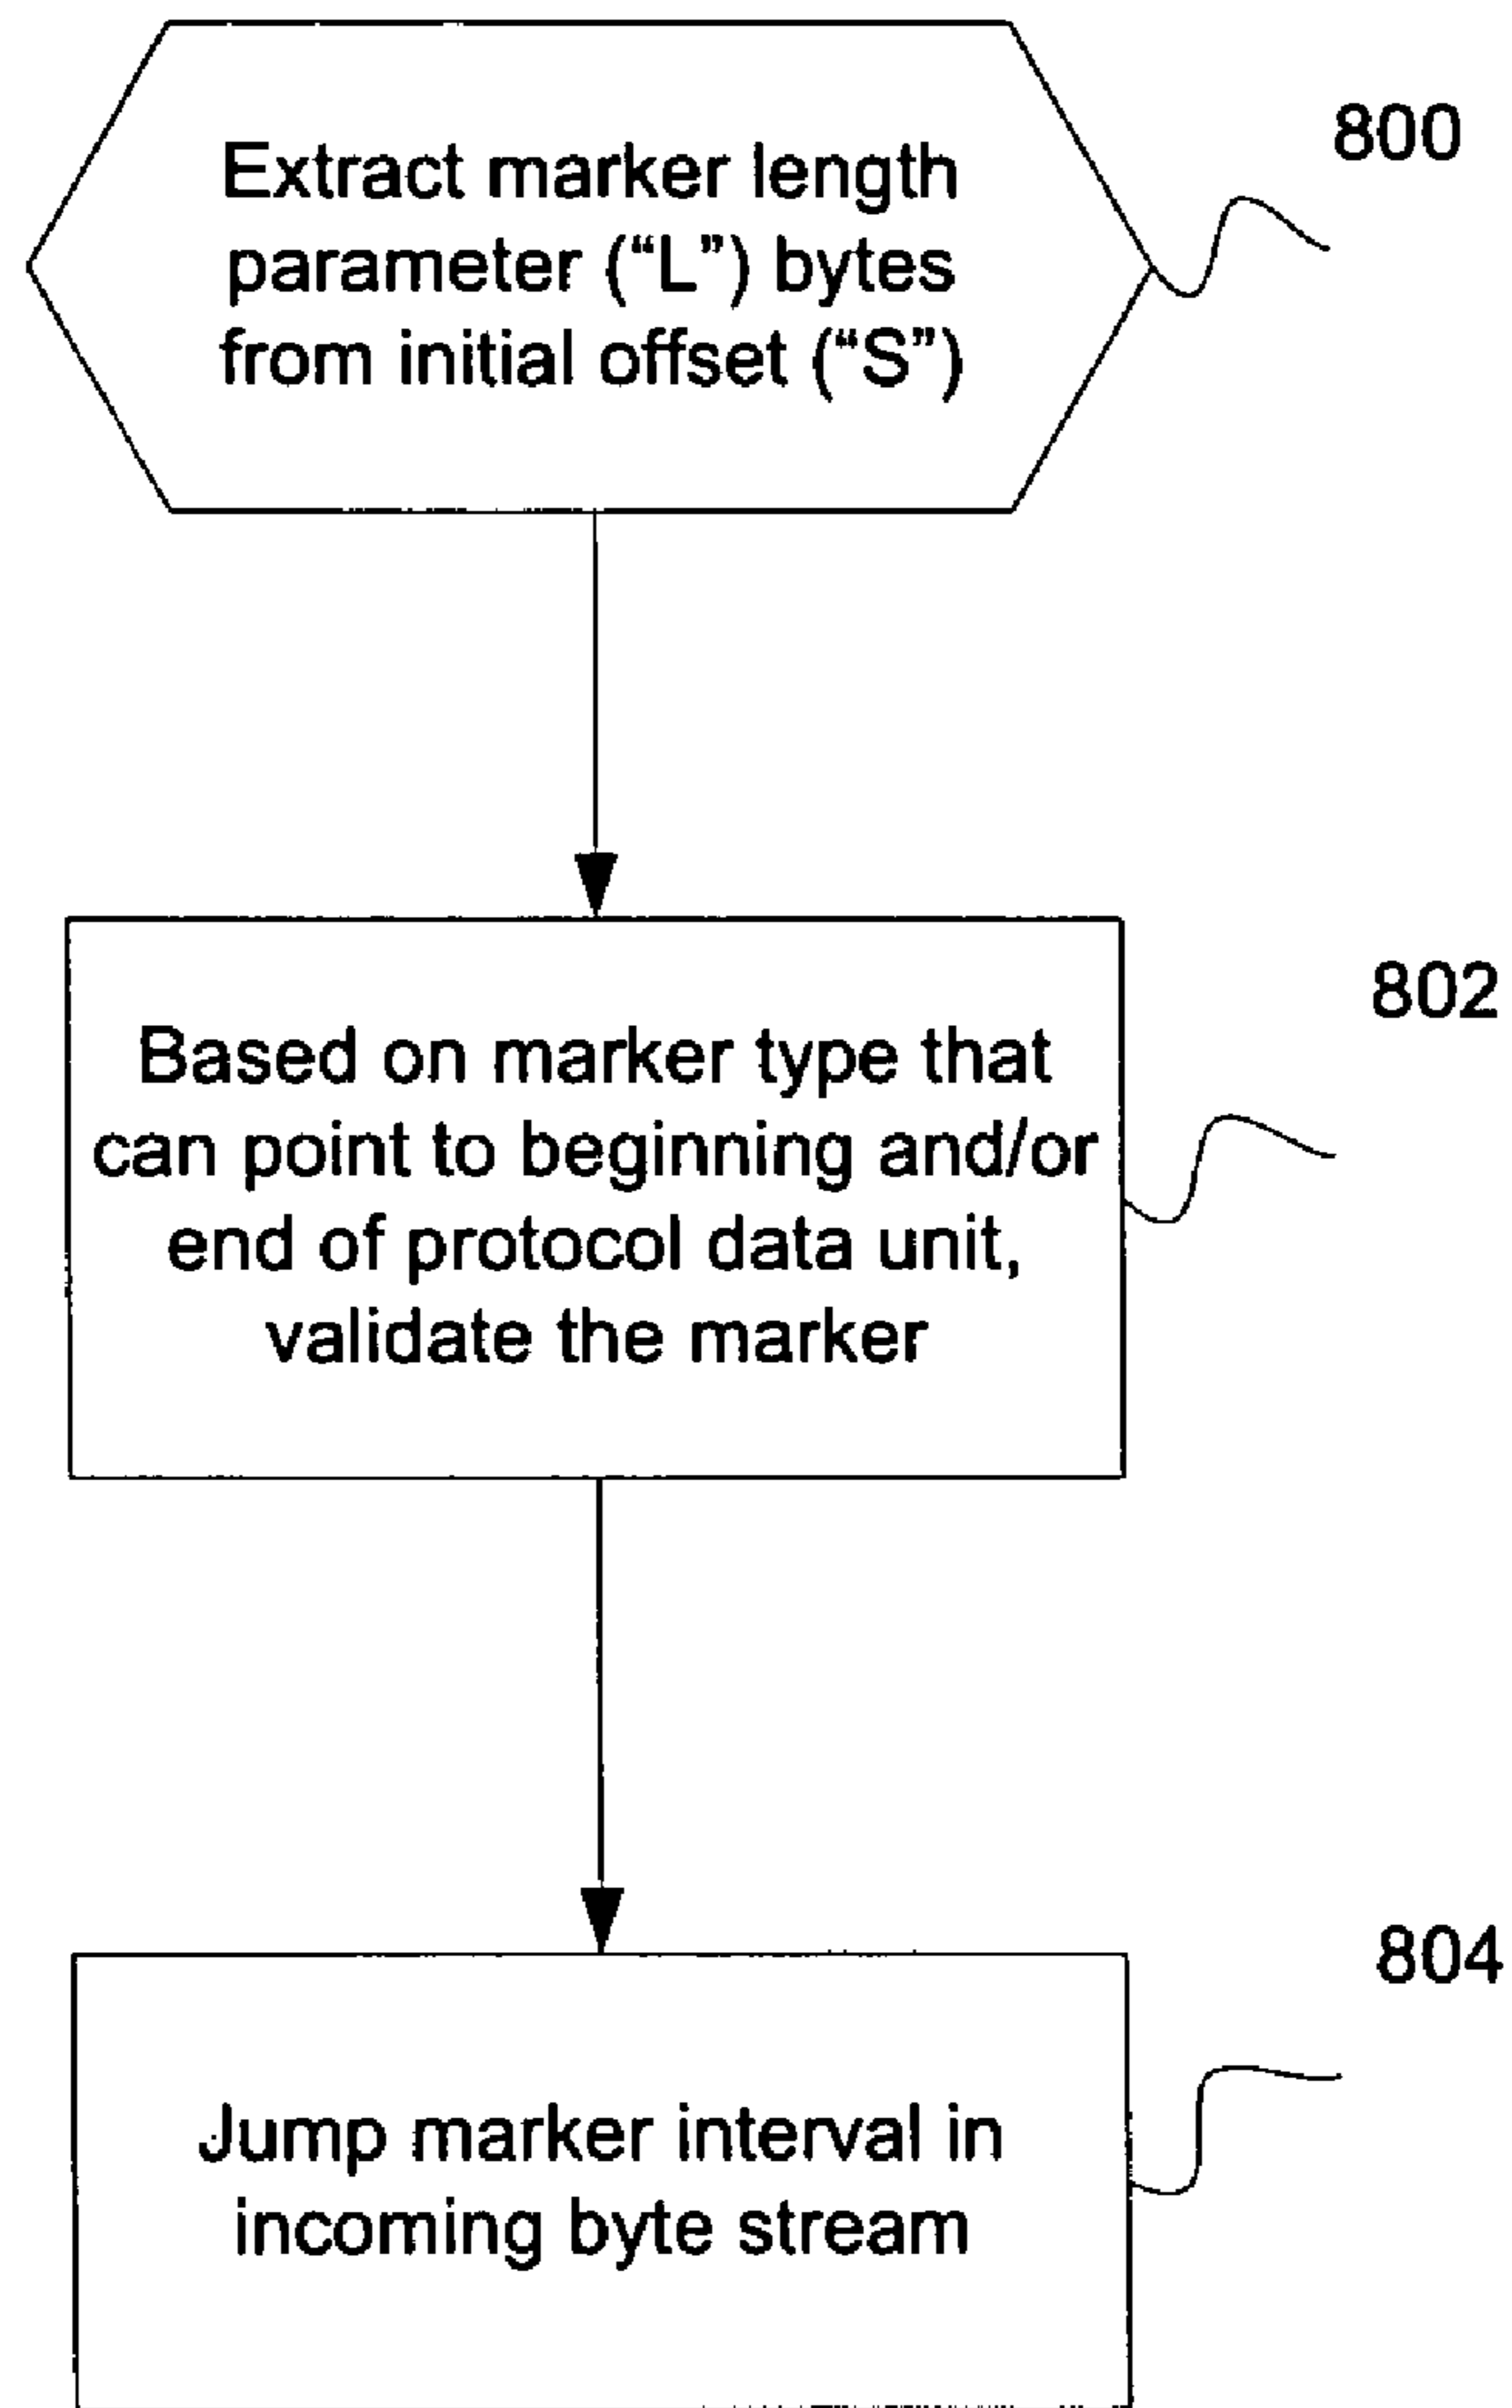 800
Extract marker length
parameter (“L”) bytes
from initial offset (“S”)
802
Based on marker type that
can point to beginning and/or
end of protocol data unit,
validate the marker
804
Jump marker interval in
incoming byte stream